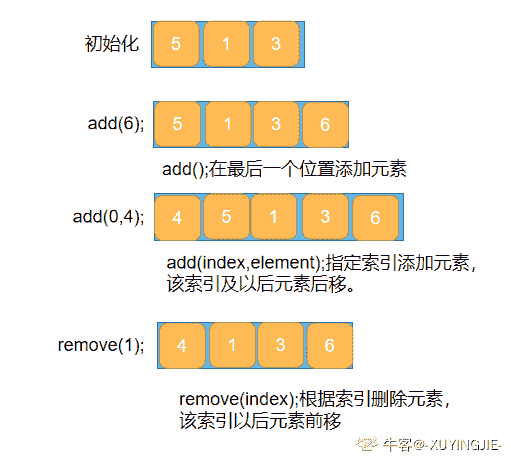 初始化 5 1 3
add(6); 5 1 3 6
add();在最后一个位置添加元素
add(0,4); 4 5 1 3 6
add(index,element);指定索引添加元素，
该索引及以后元素后移。
remove(1); 4 1 3 6
remove(index);根据索引删除元素，
该索引以后元素前移
牛客@-XUYINGJIE-